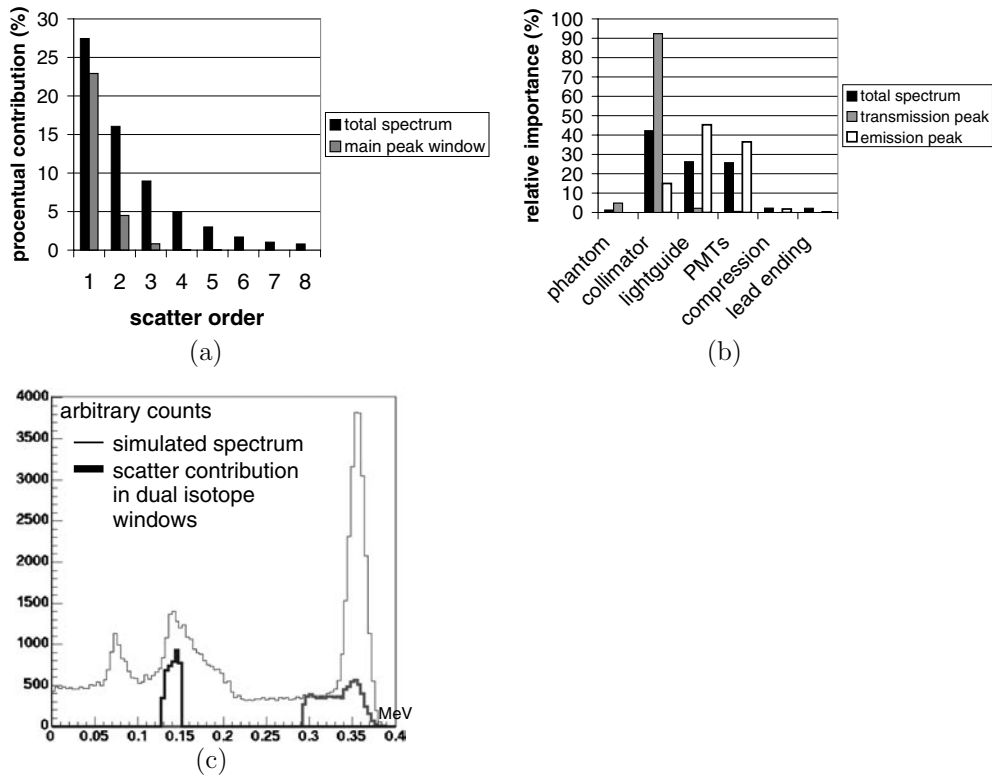 procentual contribution (%)
30
25
20
15
10
5
0
1 2 3 4 5 6 7 8
scatter order
total spectrum
main peak window
(a)
relative importance (%)
100
90
80
70
60
50
40
30
20
10
0
phantom
collimator
lightguide
PMTs
compression
lead ending
total spectrum
transmission peak
emission peak
(b)
4000
3500
3000
2500
2000
1500
1000
500
0
arbitrary counts
simulated spectrum
scatter contribution
in dual isotope
windows
MeV
0 0.05 0.1 0.15 0.2 0.25 0.3 0.35 0.4
(c)